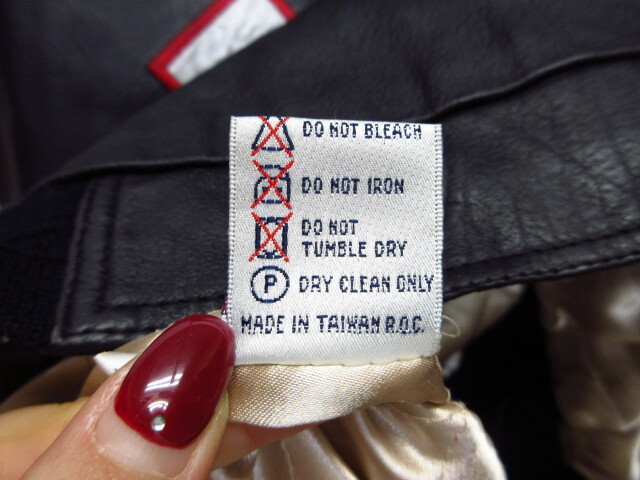 DO NOT BLEACH
DO NOT IRON
DO NOT
TUMBLE DRY
P DRY CLEAN ONLY
MADE IN TAIWAN R.O.C.